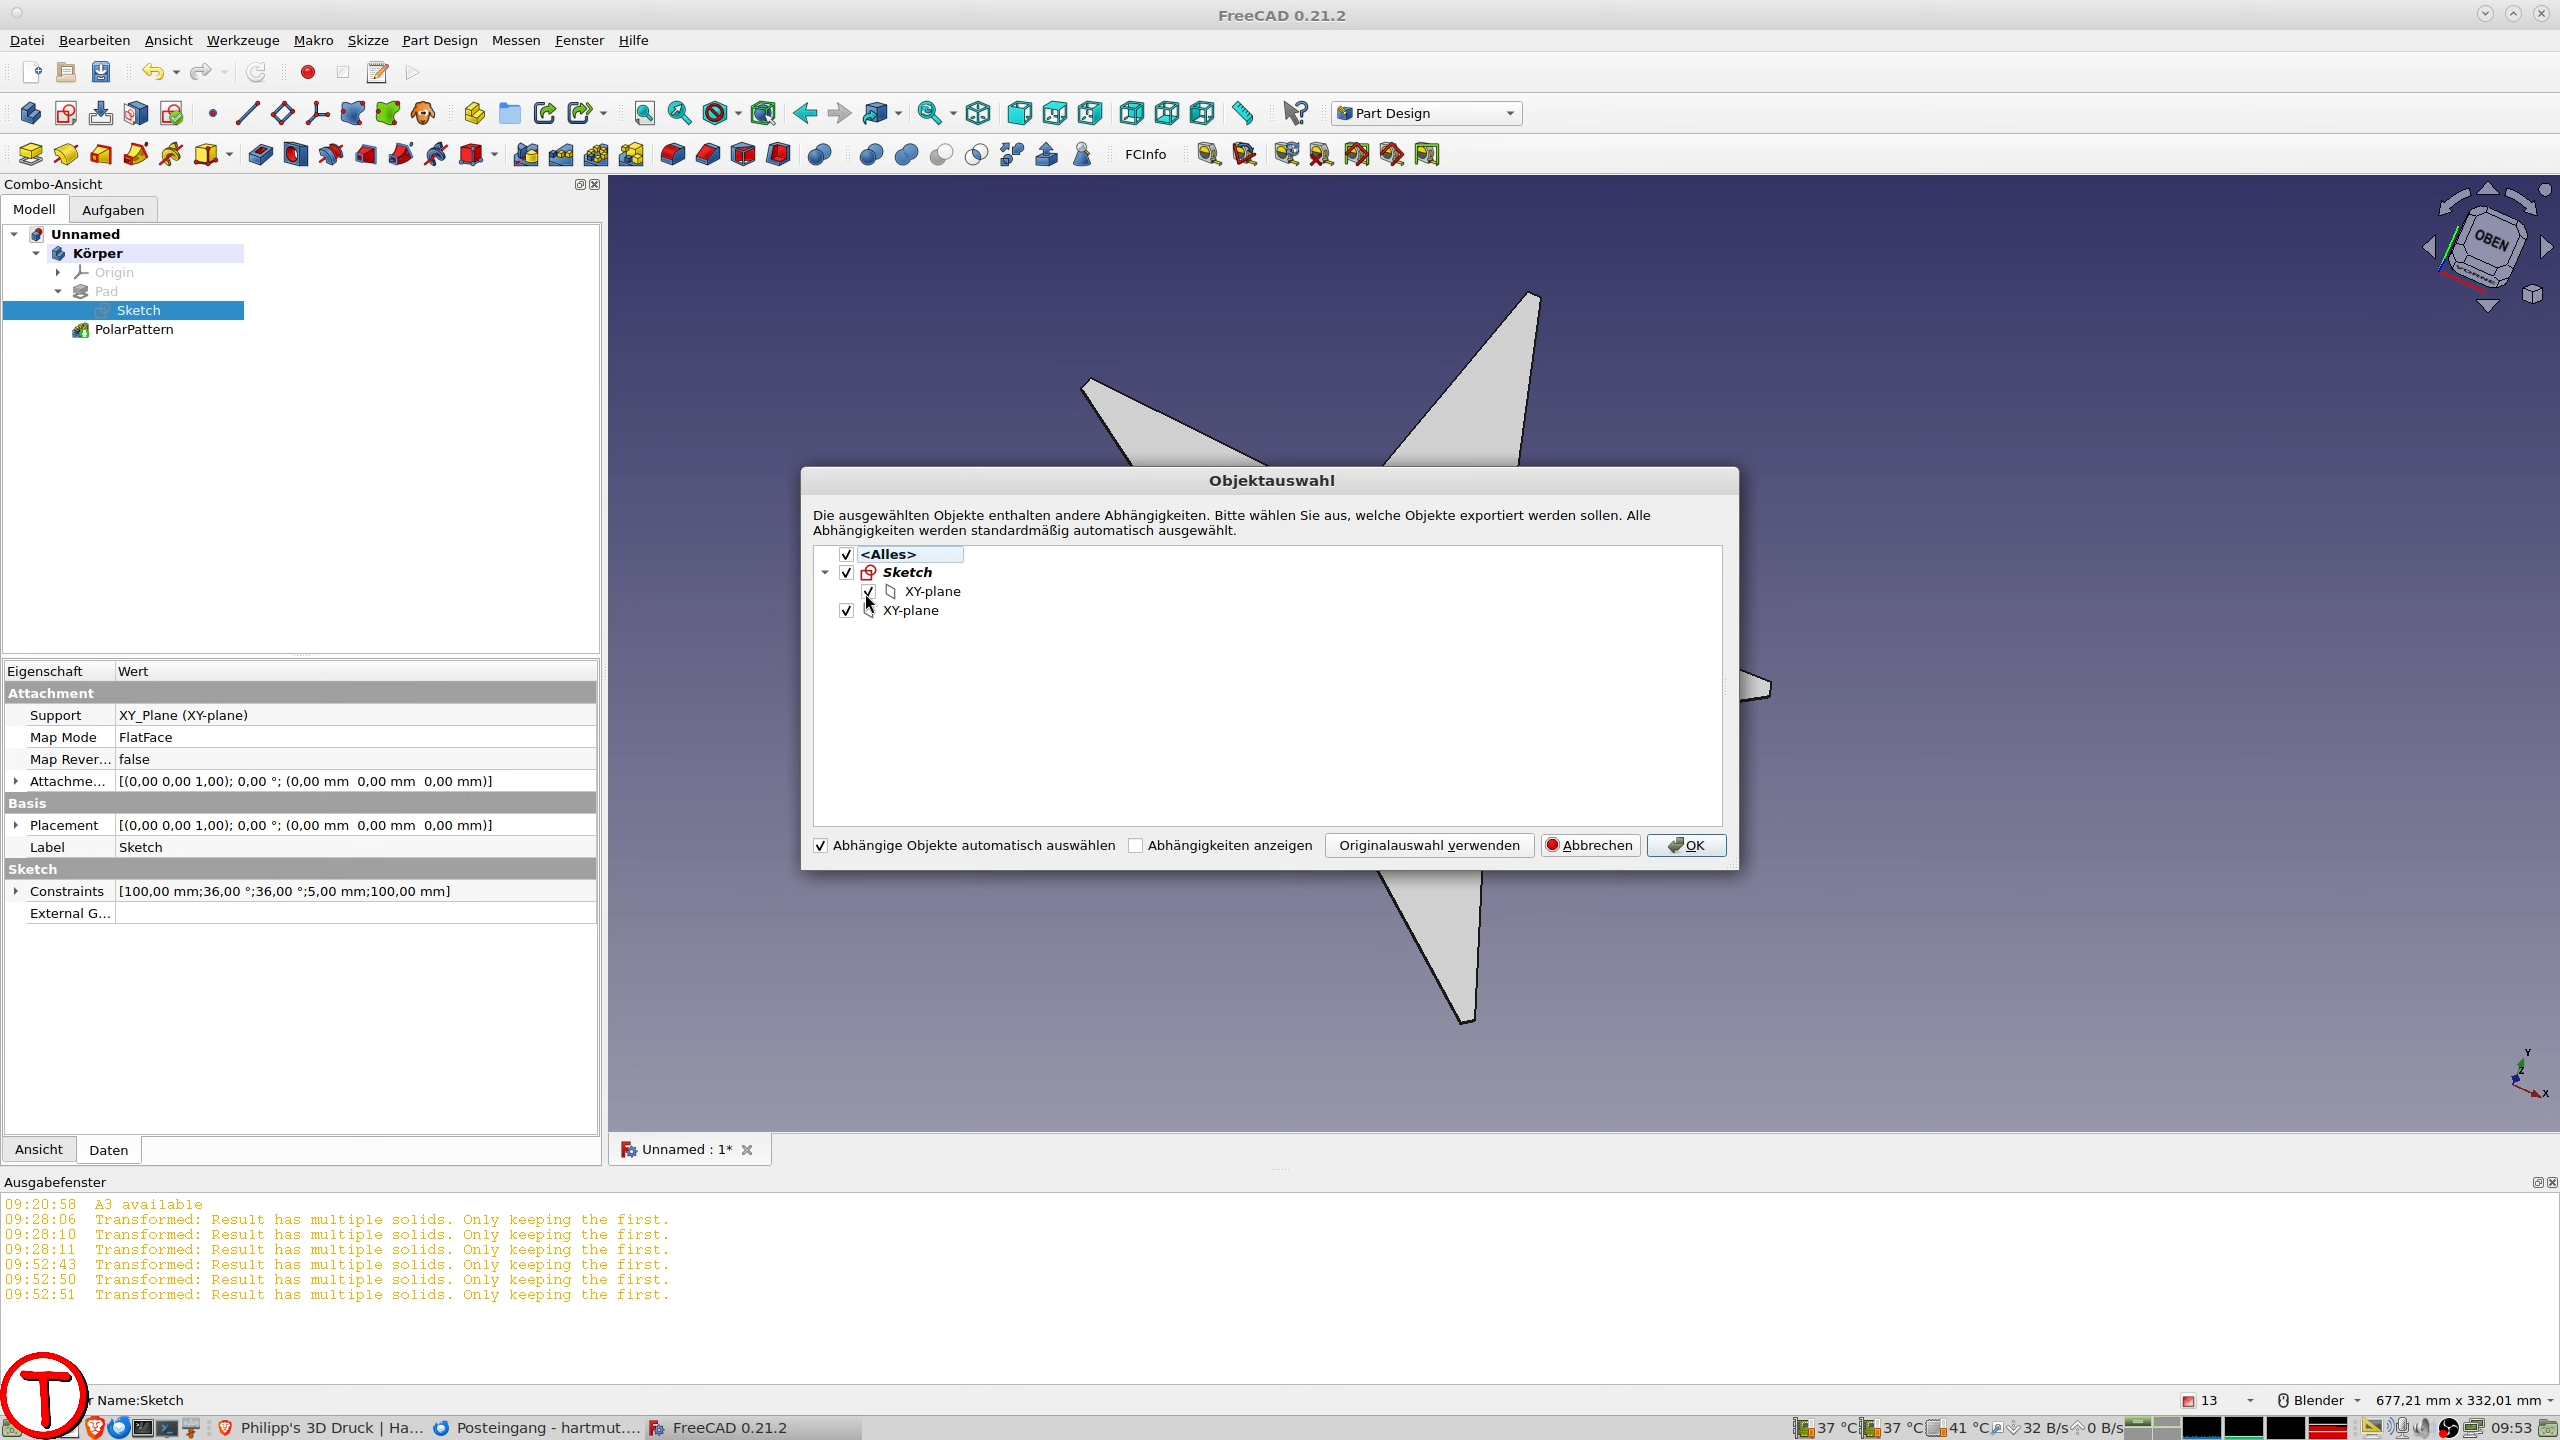 FreeCAD 0.21.2
Datei Bearbeiten Ansicht Werkzeuge Makro Skizze Part Design Messen Fenster Hilfe
Part Design
FCInfo
Combo-Ansicht
Modell Aufgaben
Unnamed
Körper
Origin
Pad
Sketch
PolarPattern
OBEN
VORNE
Objektauswahl
Die ausgewählten Objekte enthalten andere Abhängigkeiten. Bitte wählen Sie aus, welche Objekte exportiert werden sollen. Alle
Abhängigkeiten werden standardmäßig automatisch ausgewählt.
<Alles>
Sketch
XY-plane
XY-plane
Abhängige Objekte automatisch auswählen Abhängigkeiten anzeigen Originalauswahl verwenden Abbrechen OK
Eigenschaft Wert
Attachment
Support XY_Plane (XY-plane)
Map Mode FlatFace
Map Rever... false
Attachme... [(0,00 0,00 1,00); 0,00 °; (0,00 mm 0,00 mm 0,00 mm)]
Basis
Placement [(0,00 0,00 1,00); 0,00 °; (0,00 mm 0,00 mm 0,00 mm)]
Label Sketch
Sketch
Constraints [100,00 mm;36,00 °;36,00 °;5,00 mm;100,00 mm]
External G...
Y
Z
X
Ansicht Daten
Unnamed : 1*
Ausgabefenster
09:20:58 A3 available
09:28:06 Transformed: Result has multiple solids. Only keeping the first.
09:28:10 Transformed: Result has multiple solids. Only keeping the first.
09:28:11 Transformed: Result has multiple solids. Only keeping the first.
09:52:43 Transformed: Result has multiple solids. Only keeping the first.
09:52:50 Transformed: Result has multiple solids. Only keeping the first.
09:52:51 Transformed: Result has multiple solids. Only keeping the first.
T
r Name:Sketch
13 Blender 677,21 mm x 332,01 mm
Philipp's 3D Druck | Ha... Posteingang - hartmut.... FreeCAD 0.21.2
37 °C 37 °C 41 °C 32 B/s 0 B/s 09:53